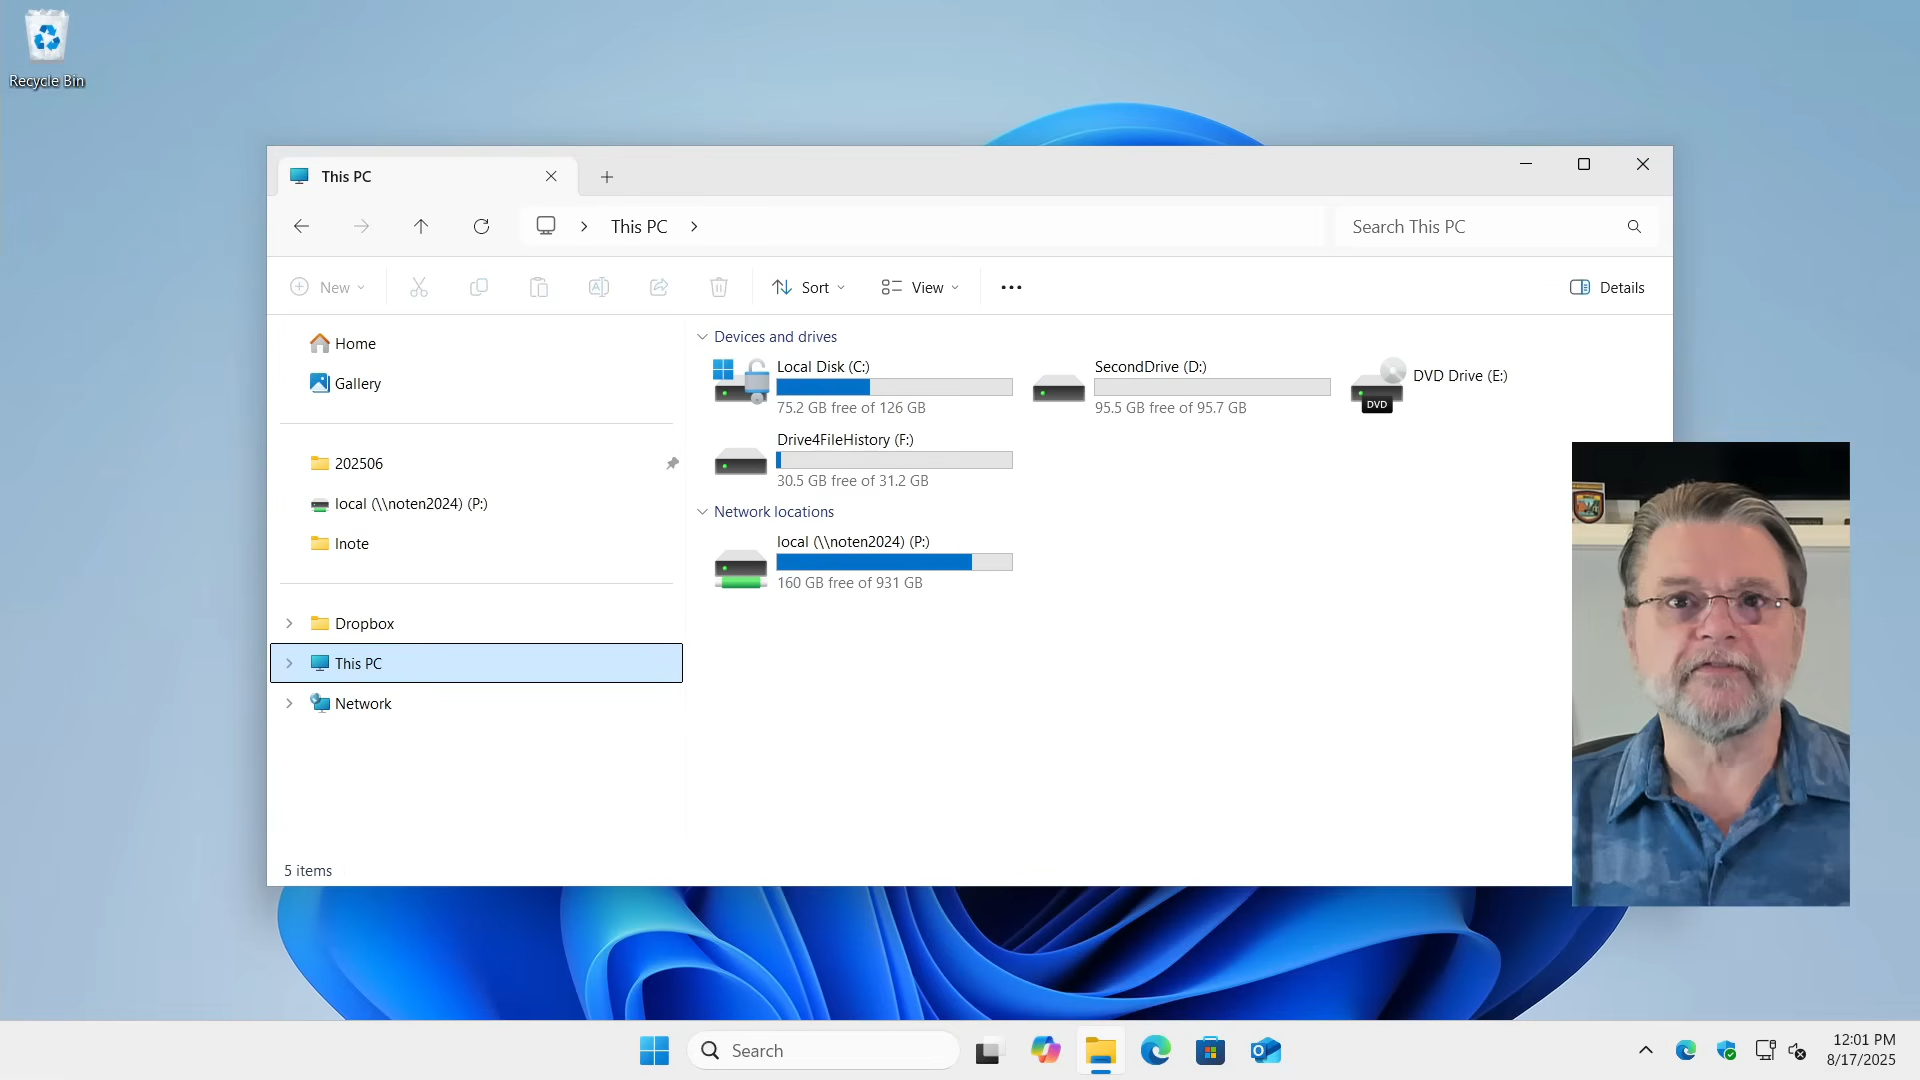 Recycle Bin
This PC
This PC
Search This PC
New
Sort
View
Details
Home
Gallery
202506
local (\\noten2024) (P:)
Inote
Dropbox
This PC
Network
Devices and drives
Local Disk (C:)
75.2 GB free of 126 GB
SecondDrive (D:)
95.5 GB free of 95.7 GB
DVD Drive (E:)
DVD
Drive4FileHistory (F:)
30.5 GB free of 31.2 GB
Network locations
local (\\noten2024) (P:)
160 GB free of 931 GB
5 items
Search
12:01 PM
8/17/2025